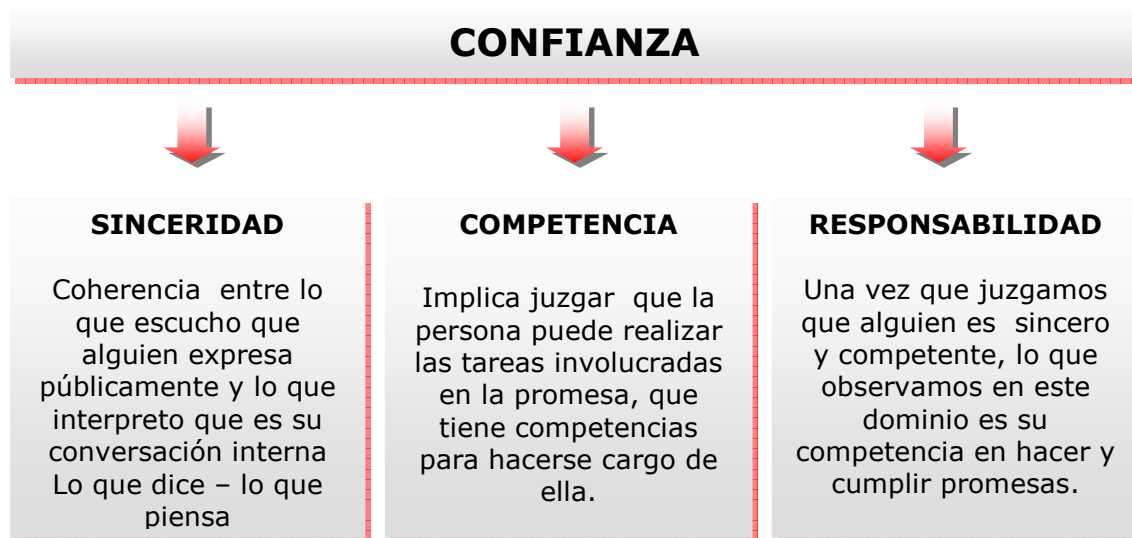 CONFIANZA
SINCERIDAD
Coherencia entre lo
que escucho que
alguien expresa
públicamente y lo que
interpreto que es su
conversación interna
Lo que dice – lo que
piensa
COMPETENCIA
Implica juzgar que la
persona puede realizar
las tareas involucradas
en la promesa, que
tiene competencias
para hacerse cargo de
ella.
RESPONSABILIDAD
Una vez que juzgamos
que alguien es sincero
y competente, lo que
observamos en este
dominio es su
competencia en hacer y
cumplir promesas.